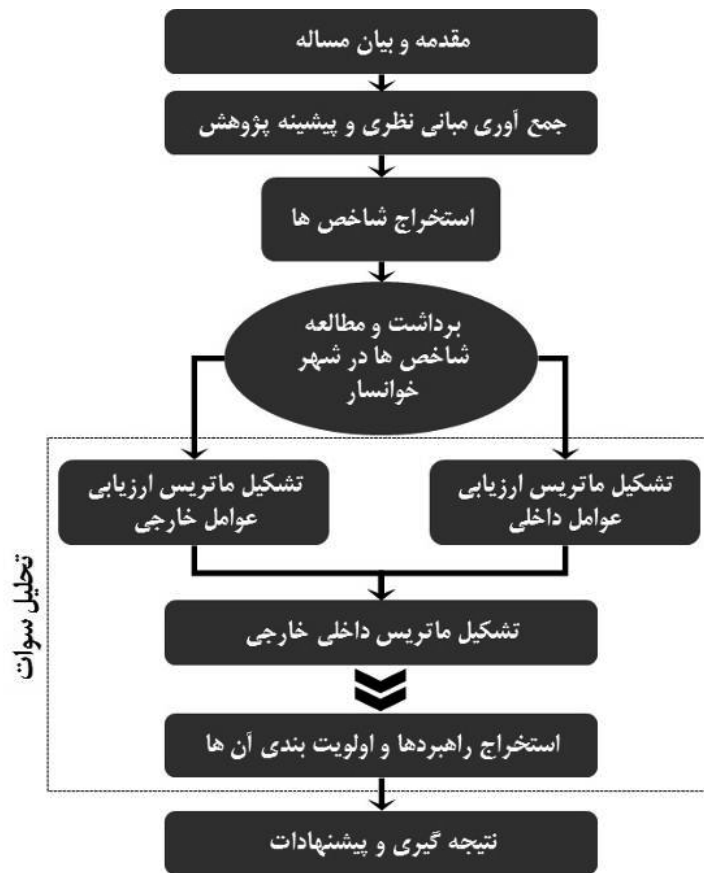 مقدمه و بیان مساله
جمع آوری مبانی نظری و پیشینه پژوهش
استخراج شاخص ها
برداشت و مطالعه
شاخص ها در شهر
خوانسار
تشکیل ماتریس ارزیابی
عوامل داخلی
تشکیل ماتریس ارزیابی
عوامل خارجی
تشکیل ماتریس داخلی خارجی
استخراج راهبردها و اولویت بندی آن ها
تحلیل سوات
نتیجه گیری و پیشنهادات